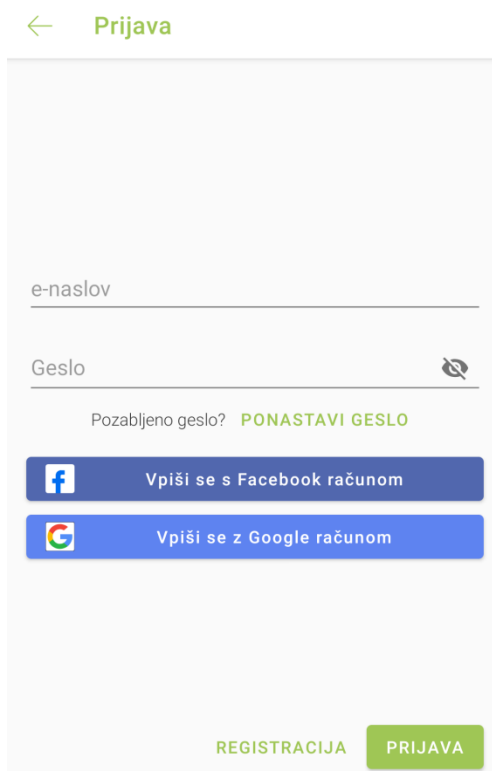 Prijava
e-naslov
Geslo
Pozabljeno geslo? PONASTAVI GESLO
Vpiši se s Facebook računom
Vpiši se z Google računom
REGISTRACIJA PRIJAVA